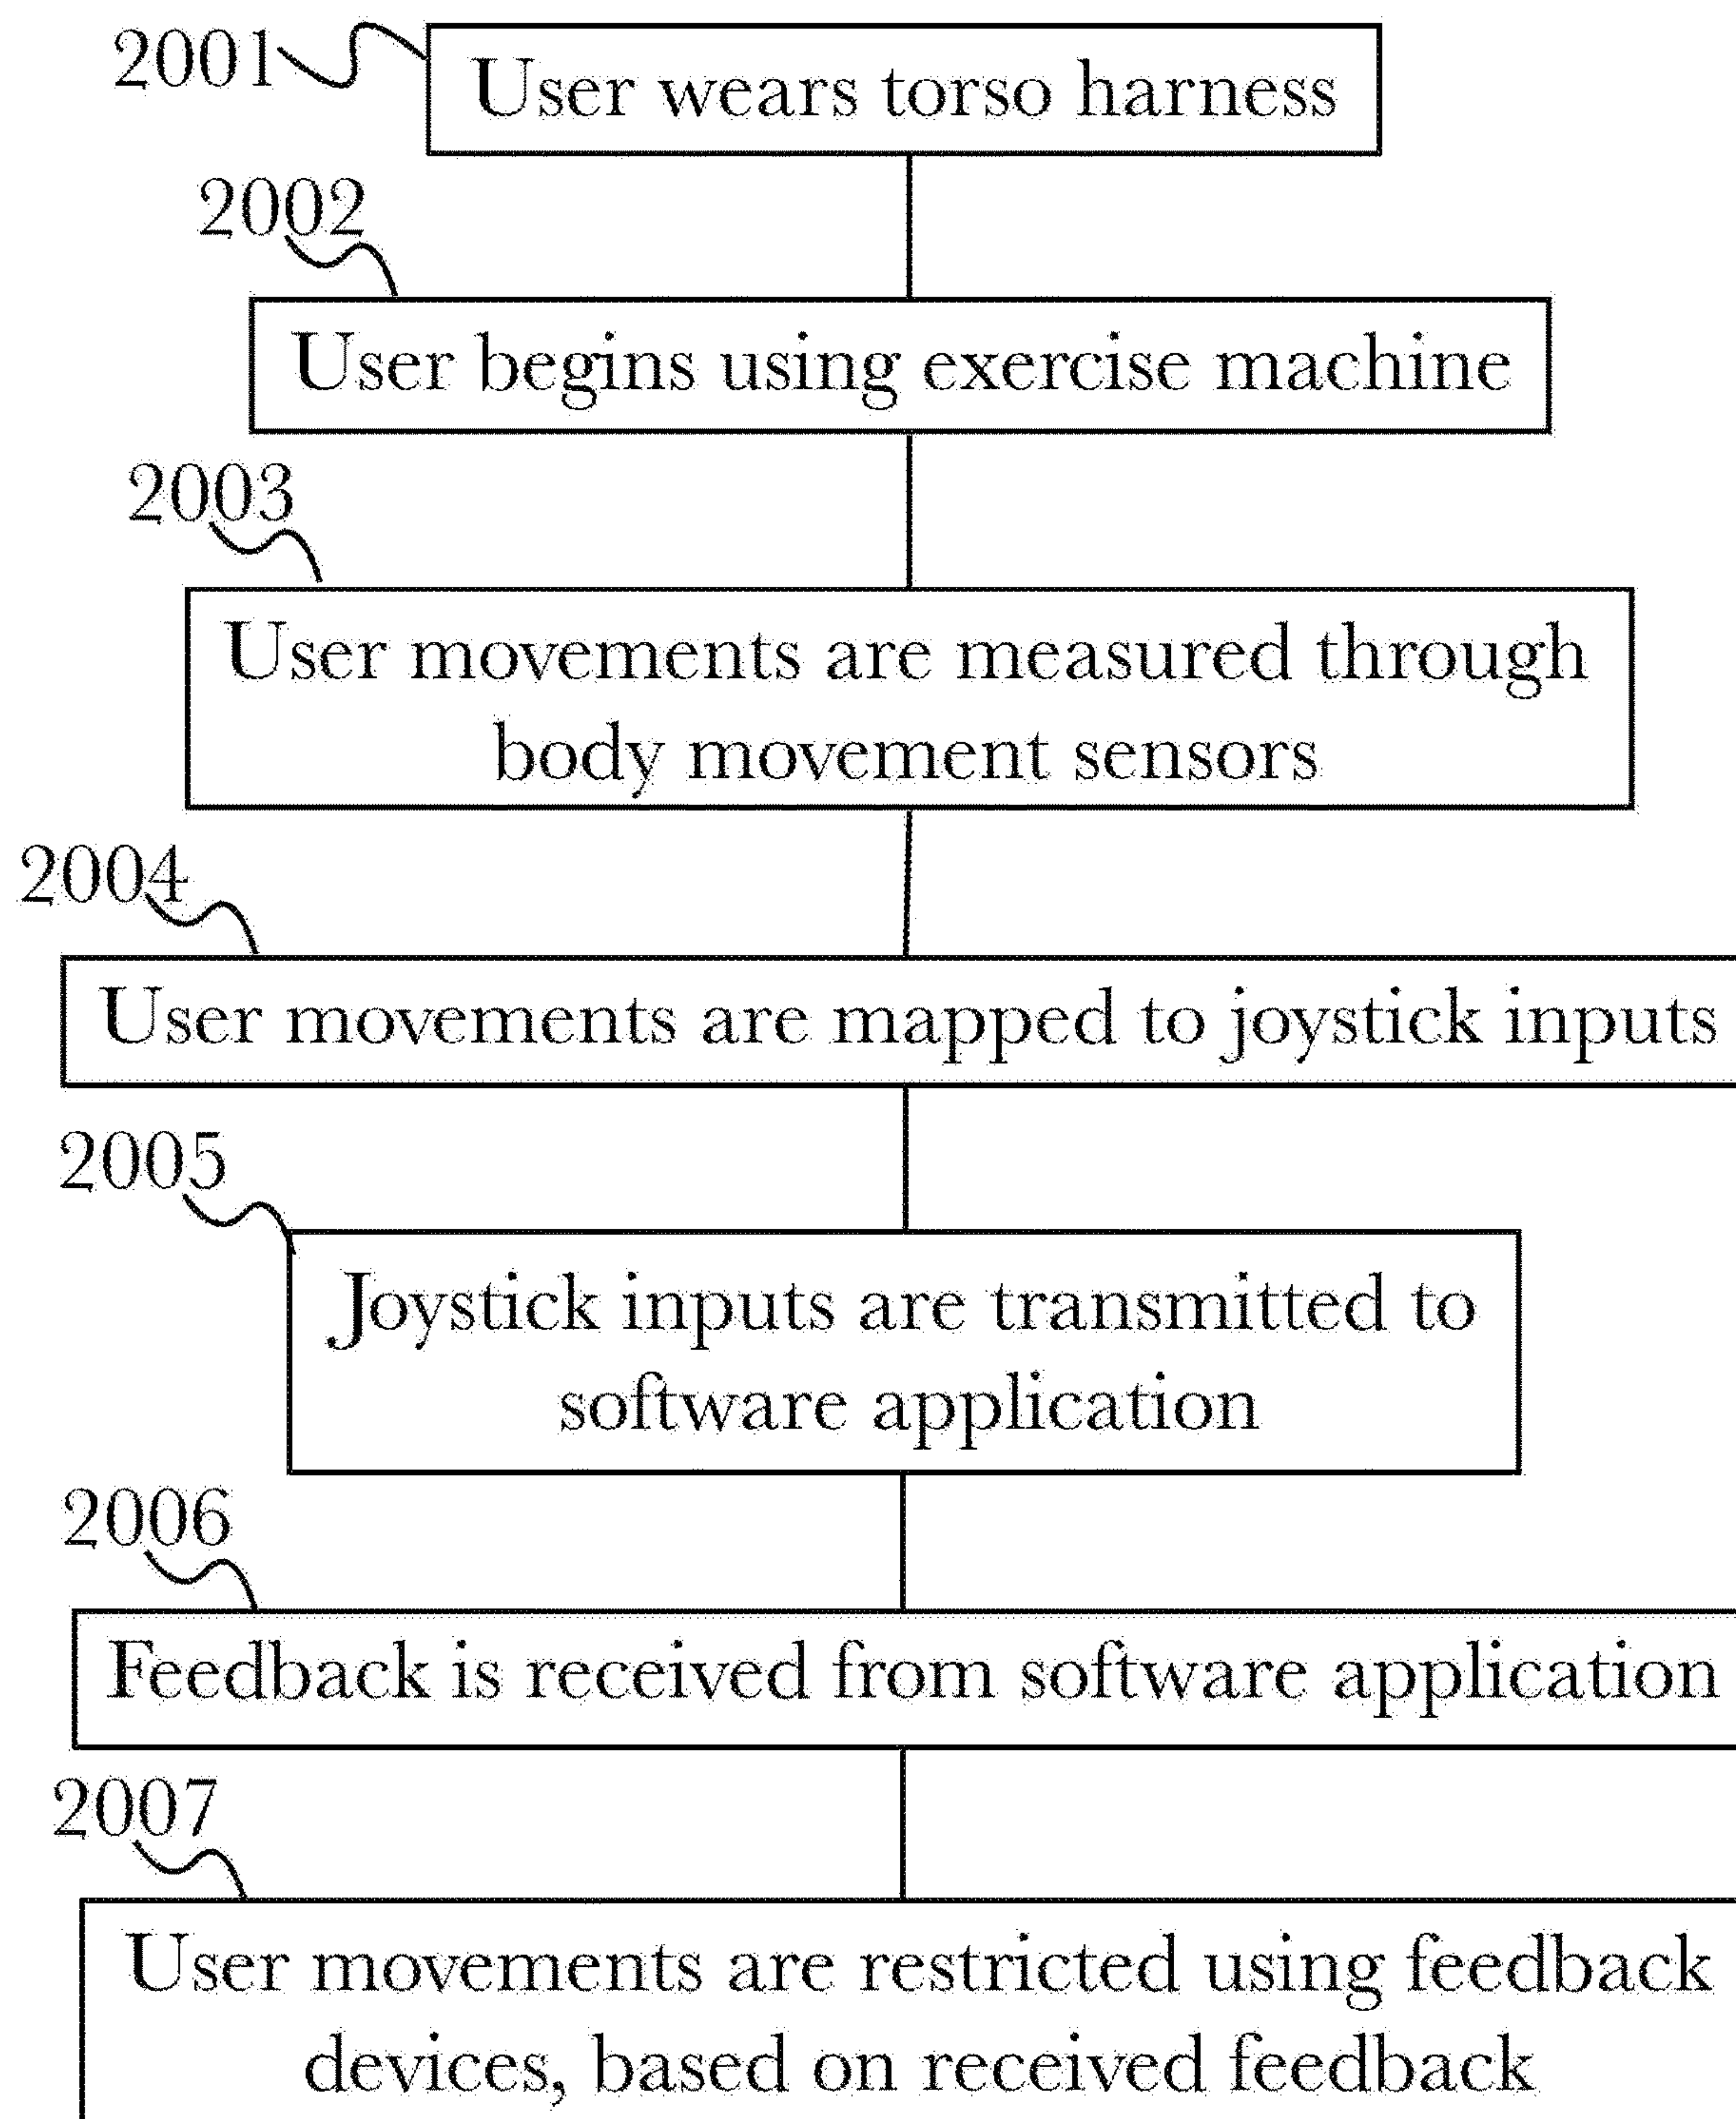 2001
User wears torso harness
2002
User begins using exercise machine
2003
User movements are measured through
body movement sensors
2004
User movements are mapped to joystick inputs
2005
Joystick inputs are transmitted to
software application
2006
Feedback is received from software application
2007
User movements are restricted using feedback
devices, based on received feedback